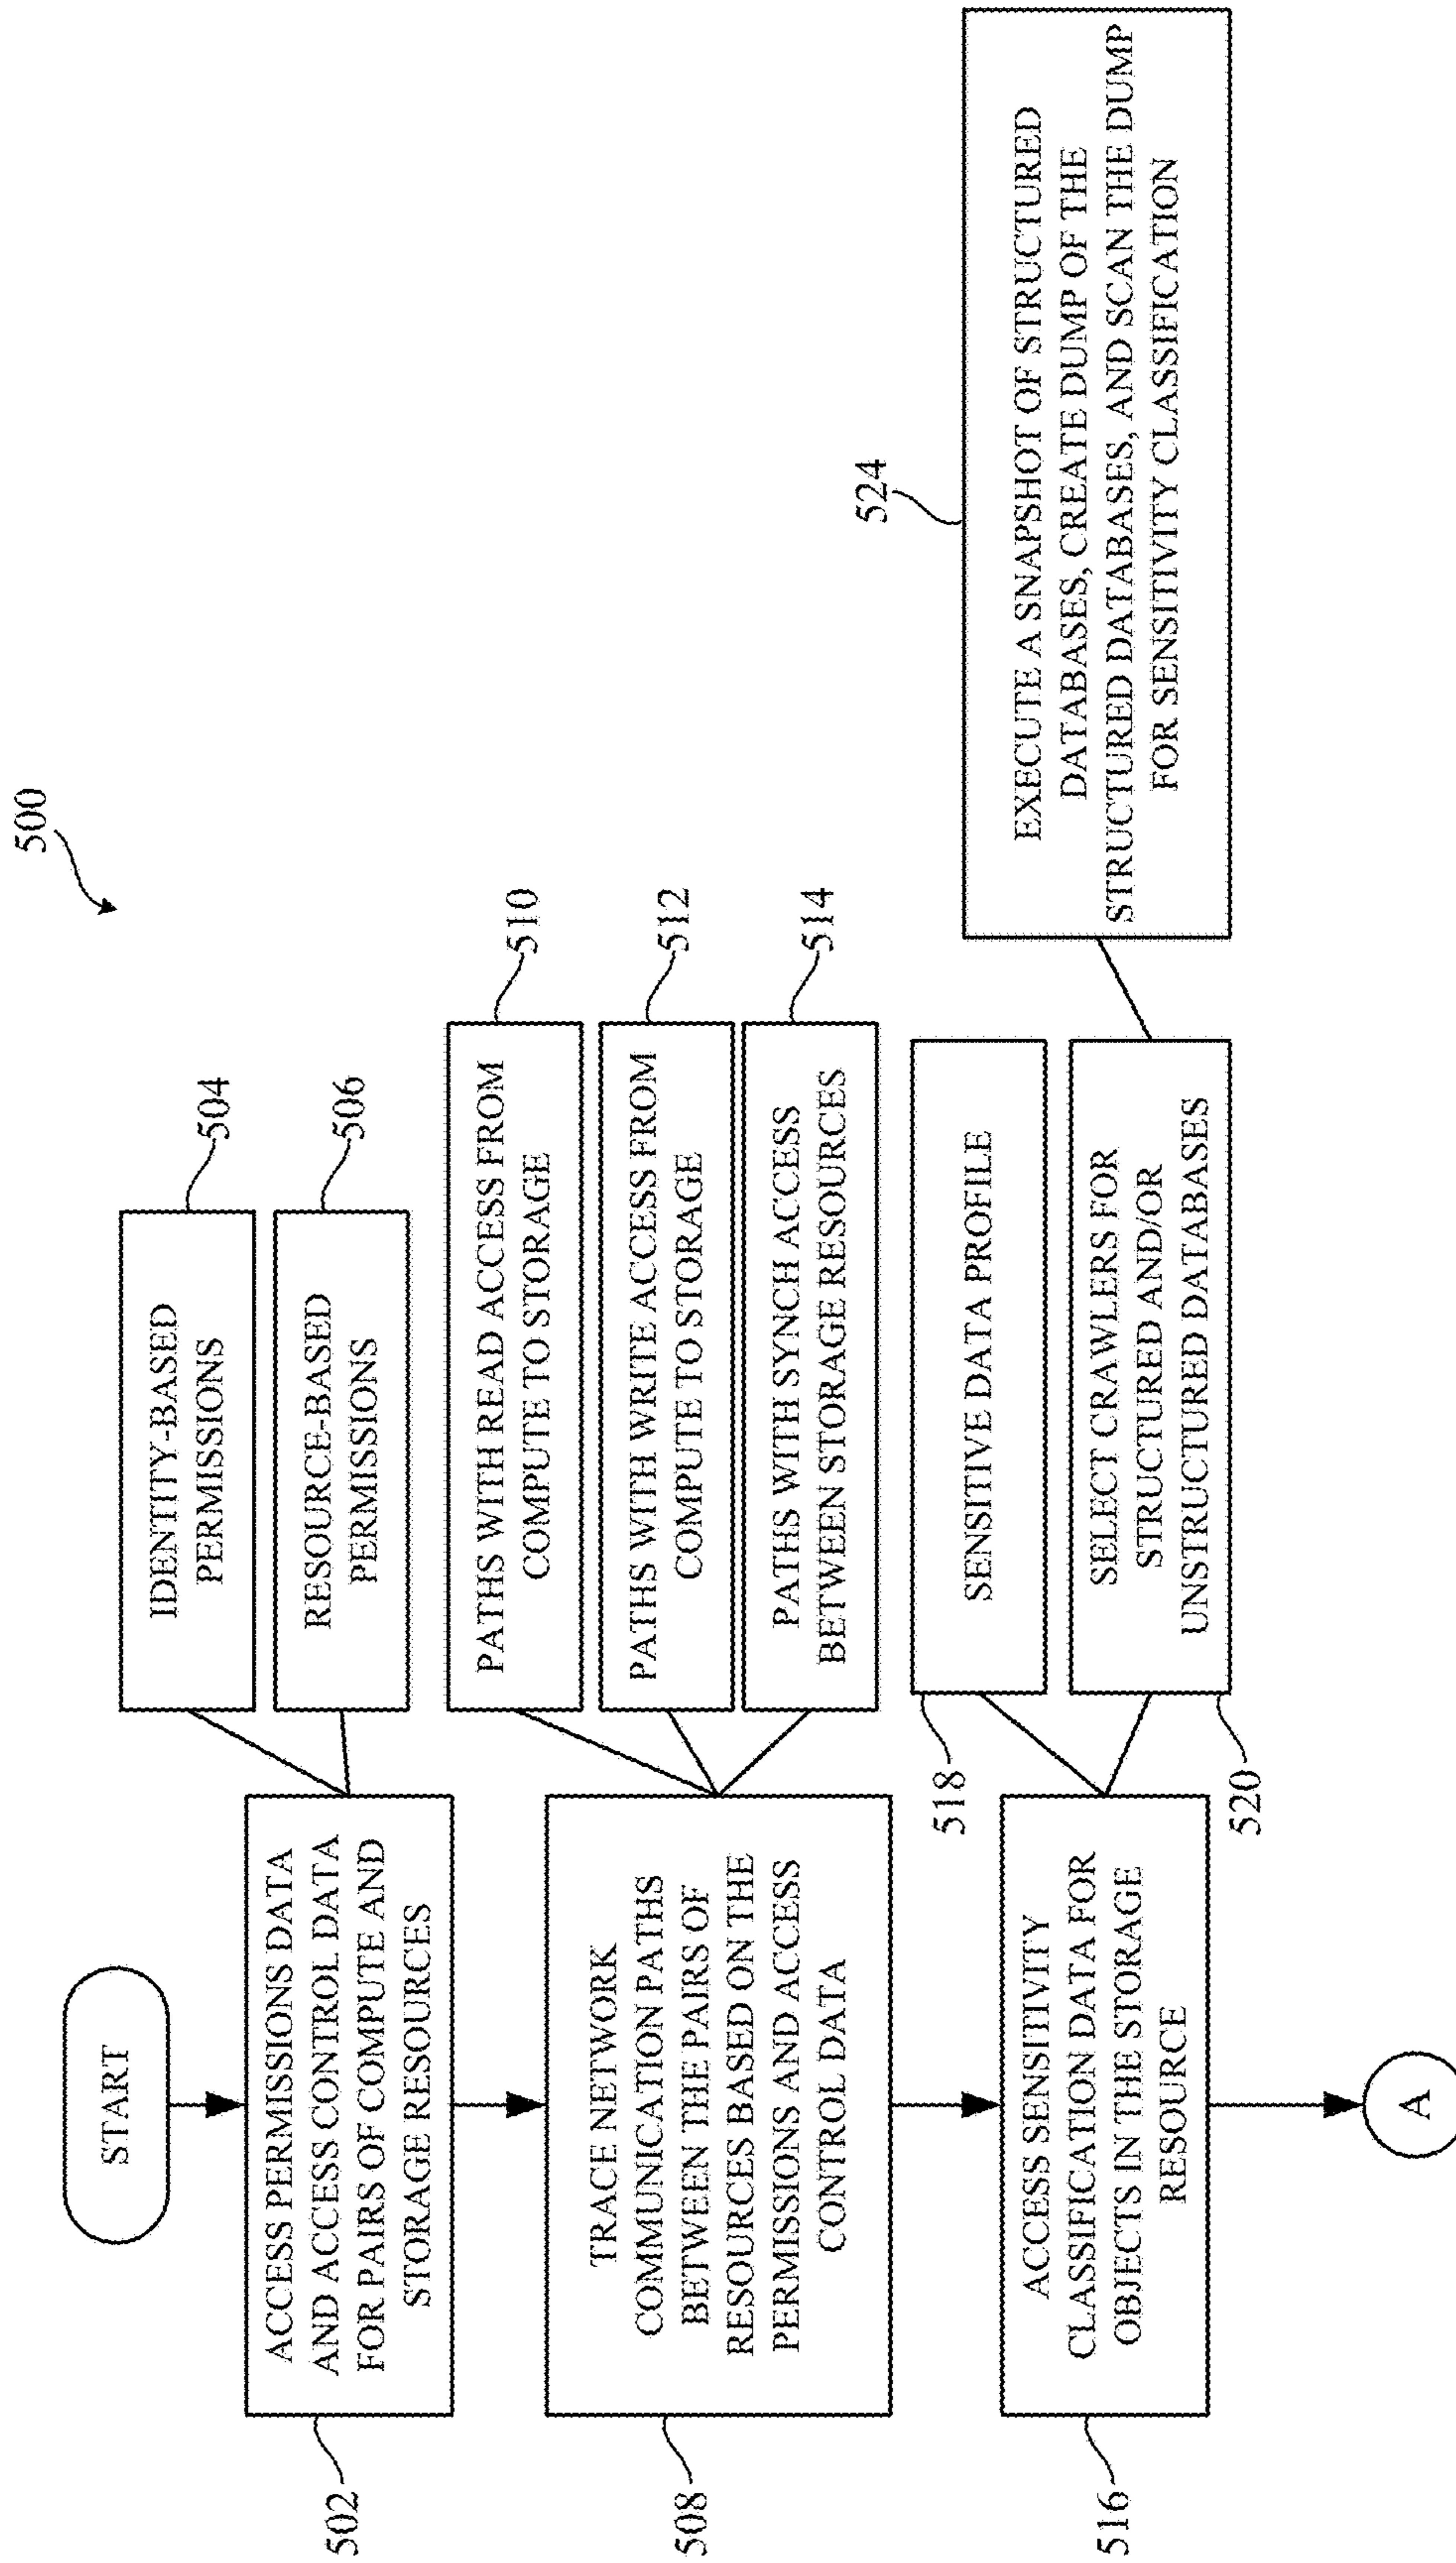 500
START
502
ACCESS PERMISSIONS DATA
AND ACCESS CONTROL DATA
FOR PAIRS OF COMPUTE AND
STORAGE RESOURCES
IDENTITY-BASED
PERMISSIONS
504
RESOURCE-BASED
PERMISSIONS
506
508
TRACE NETWORK
COMMUNICATION PATHS
BETWEEN THE PAIRS OF
RESOURCES BASED ON THE
PERMISSIONS AND ACCESS
CONTROL DATA
PATHS WITH READ ACCESS FROM
COMPUTE TO STORAGE
510
PATHS WITH WRITE ACCESS FROM
COMPUTE TO STORAGE
512
PATHS WITH SYNCH ACCESS
BETWEEN STORAGE RESOURCES
514
516
ACCESS SENSITIVITY
CLASSIFICATION DATA FOR
OBJECTS IN THE STORAGE
RESOURCE
518
SENSITIVE DATA PROFILE
520
SELECT CRAWLERS FOR
STRUCTURED AND/OR
UNSTRUCTURED DATABASES
524
EXECUTE A SNAPSHOT OF STRUCTURED
DATABASES, CREATE DUMP OF THE
STRUCTURED DATABASES, AND SCAN THE DUMP
FOR SENSITIVITY CLASSIFICATION
A